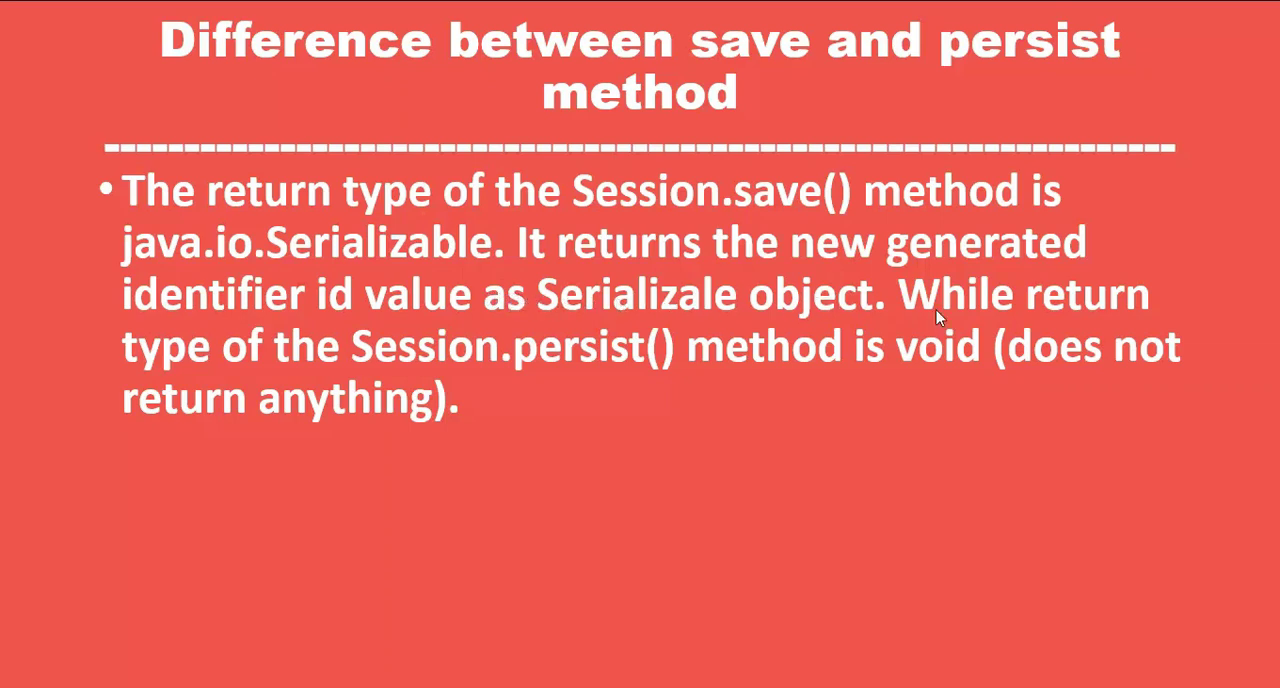 Difference between save and persist
method
--------------------------------------------------------------------
• The return type of the Session.save() method is
java.io.Serializable. It returns the new generated
identifier id value as Serializale object. While return
type of the Session.persist() method is void (does not
return anything).